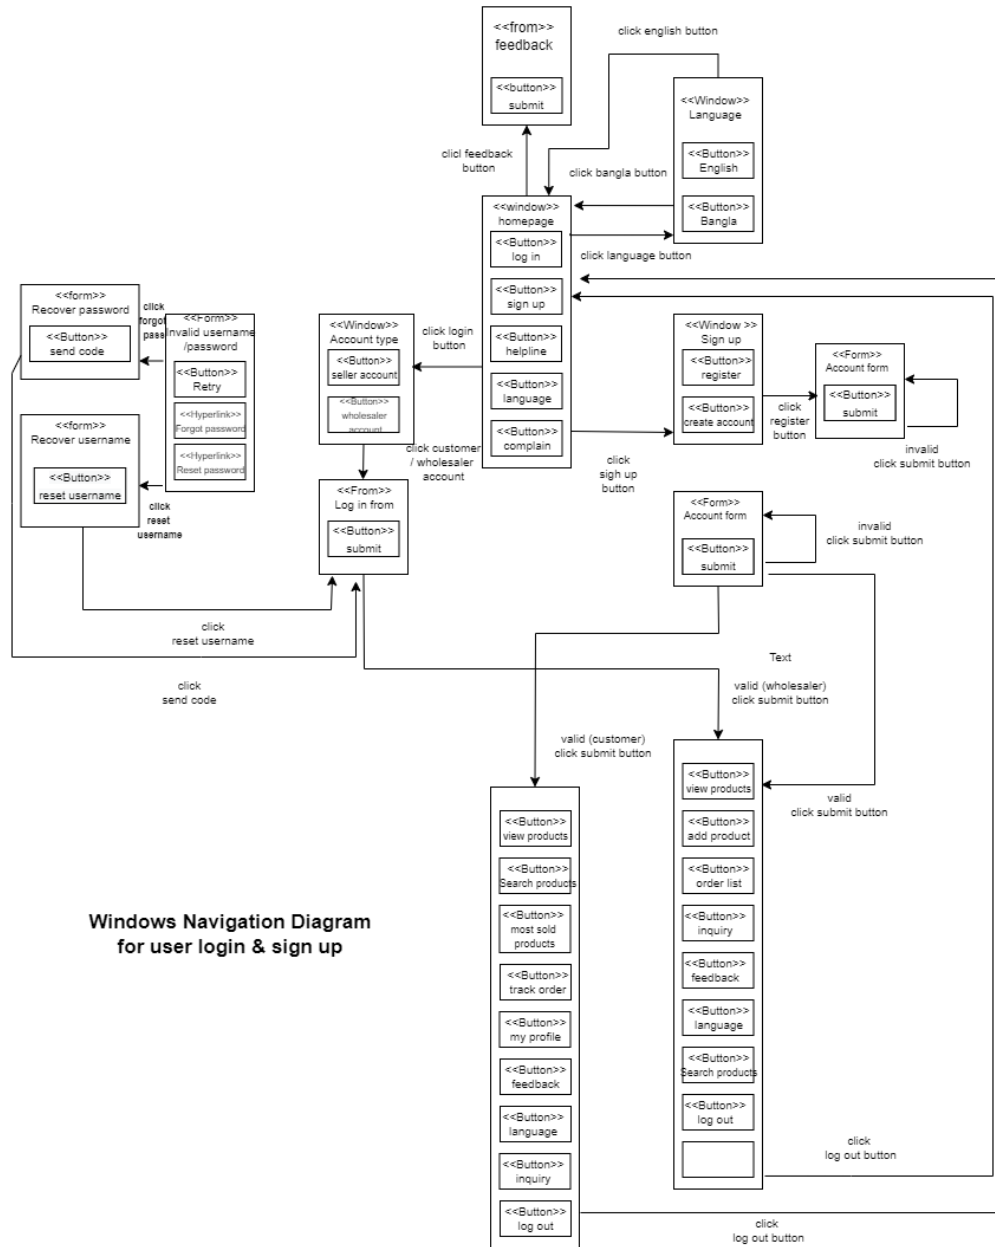 <<from>>
feedback
<<button>>
submit
click english button
<<Window>>
Language
<<Button>>
English
<<Button>>
Bangla
clicl feedback
button
click bangla button
<<window>>
homepage
<<Button>>
log in
<<Button>>
sign up
<<Button>>
helpline
<<Button>>
language
<<Button>>
complain
click language button
<<form>>
Recover password
<<Button>>
send code
click
forgot
pass
<<Form>>
Invalid username
/password
<<Button>>
Retry
<<Hyperlink>>
Forgot password
<<Hyperlink>>
Reset password
<<form>>
Recover username
<<Button>>
reset username
click
reset
username
<<Window>>
Account type
<<Button>>
seller account
<<Button>>
wholesaler
account
click login
button
click customer
/ wholesaler
account
<<From>>
Log in from
<<Button>>
submit
<<Window >>
Sign up
<<Button>>
register
<<Button>>
create account
click
sigh up
button
click
register
button
<<Form>>
Account form
<<Button>>
submit
invalid
click submit button
<<Form>>
Account form
<<Button>>
submit
invalid
click submit button
click
reset username
click
send code
Text
valid (wholesaler)
click submit button
valid (customer)
click submit button
valid
click submit button
<<Button>>
view products
<<Button>>
add product
<<Button>>
order list
<<Button>>
inquiry
<<Button>>
feedback
<<Button>>
language
<<Button>>
Search products
<<Button>>
log out
<<Button>>
view products
<<Button>>
Search products
<<Button>>
most sold
products
<<Button>>
track order
<<Button>>
my profile
<<Button>>
feedback
<<Button>>
language
<<Button>>
inquiry
<<Button>>
log out
Windows Navigation Diagram
for user login & sign up
click
log out button
click
log out button